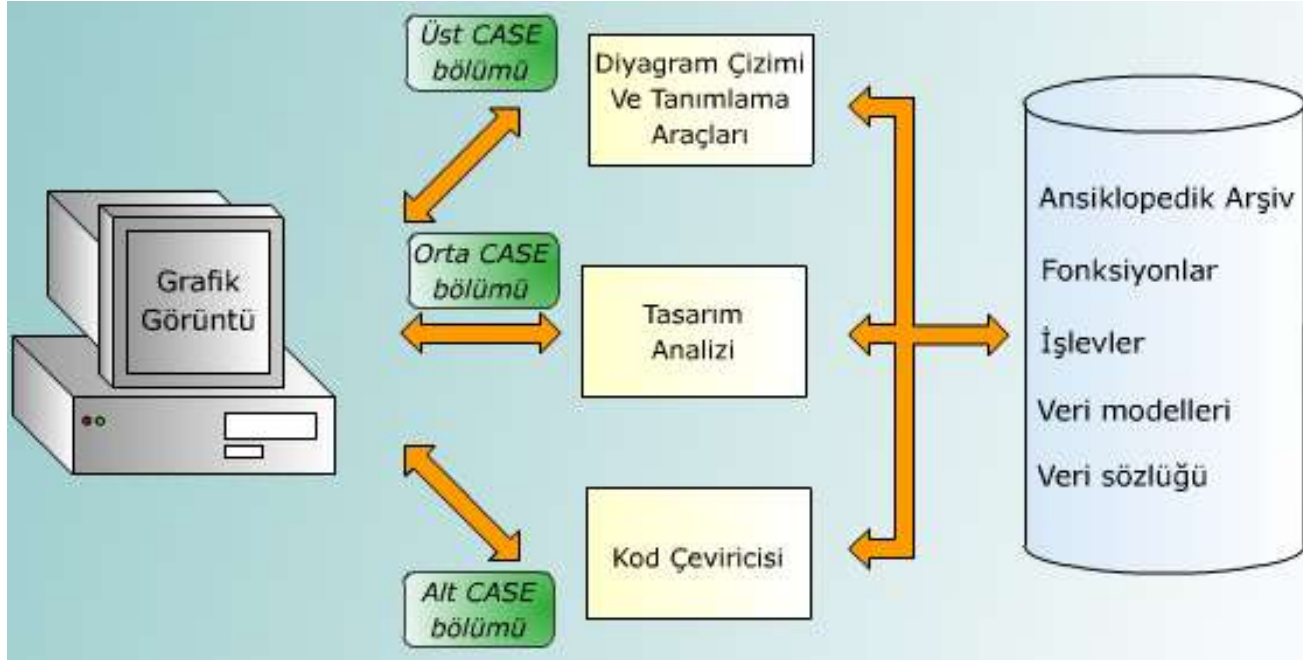 Üst CASE
bölümü
Diyagram Çizimi
Ve Tanımlama
Araçları
Grafik
Görüntü
Orta CASE
bölümü
Tasarım
Analizi
Alt CASE
bölümü
Kod Çeviricisi
Ansiklopedik Arşiv
Fonksiyonlar
İşlevler
Veri modelleri
Veri sözlüğü